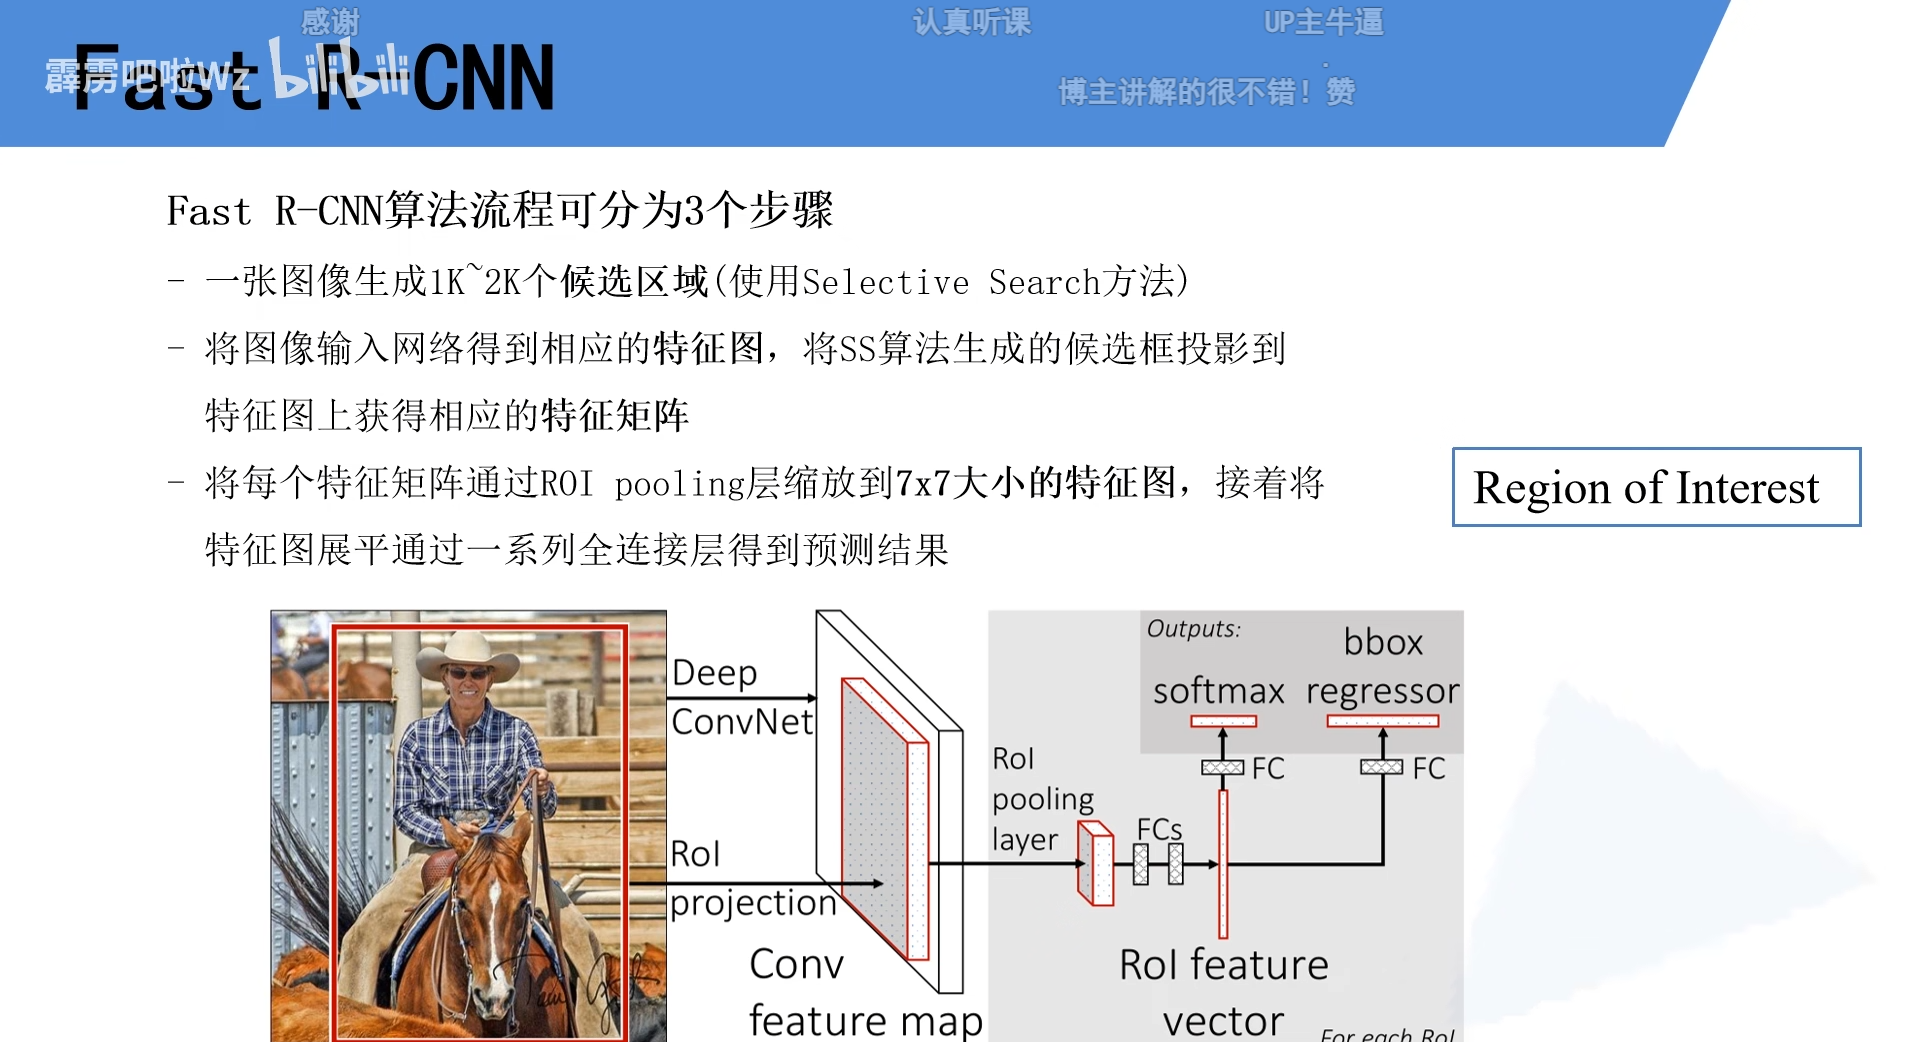 感谢
认真听课
UP主牛逼
霹雳吧啦Wz bilibili
Fast R-CNN
博主讲解的很不错！赞
Fast R-CNN算法流程可分为3个步骤
- 一张图像生成1K~2K个候选区域(使用Selective Search方法)
- 将图像输入网络得到相应的特征图，将SS算法生成的候选框投影到
特征图上获得相应的特征矩阵
- 将每个特征矩阵通过ROI pooling层缩放到7x7大小的特征图，接着将
特征图展平通过一系列全连接层得到预测结果
Region of Interest
Deep
ConvNet
RoI
projection
Conv
feature map
RoI
pooling
layer
FCs
Outputs:
softmax
bbox
regressor
FC
FC
RoI feature
vector
For each RoI